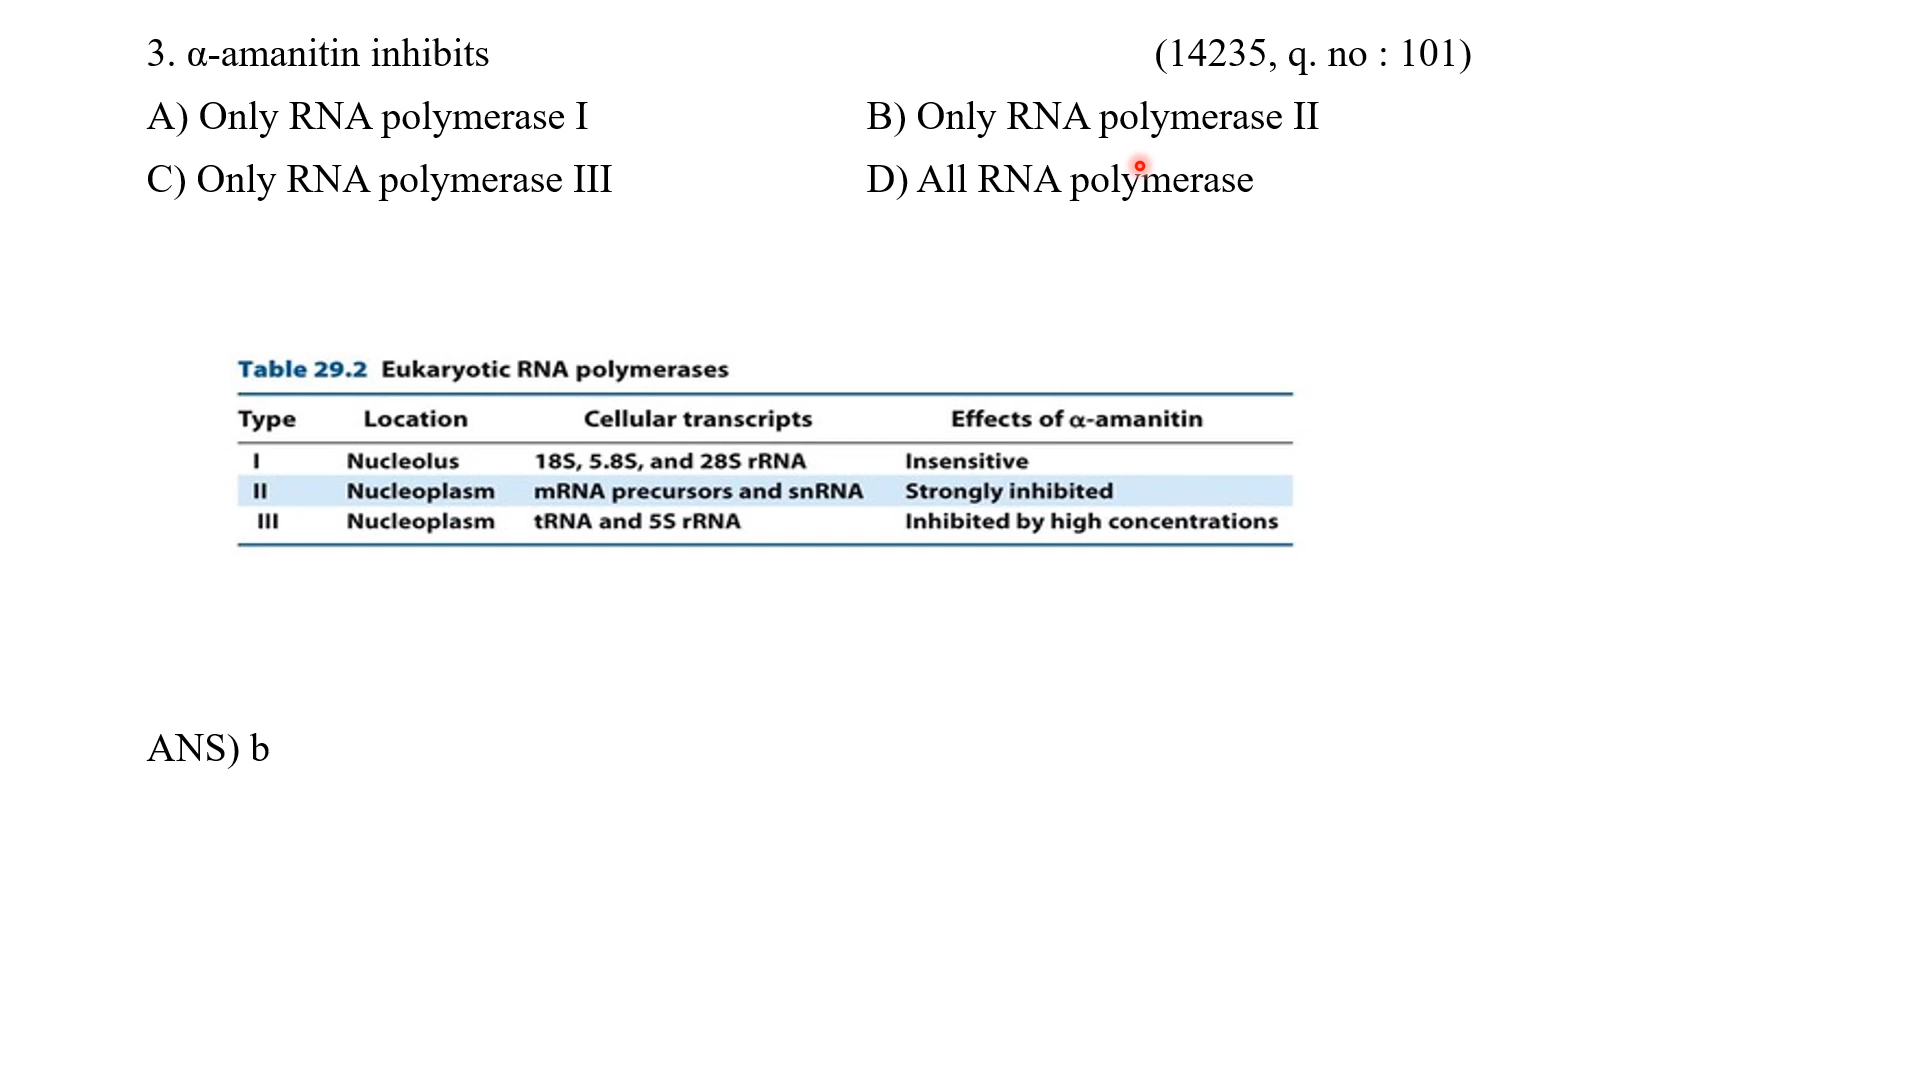 3. α-amanitin inhibits (14235, q. no : 101)
A) Only RNA polymerase I B) Only RNA polymerase II
C) Only RNA polymerase III D) All RNA polymerase
Table 29.2 Eukaryotic RNA polymerases
Type Location Cellular transcripts Effects of α-amanitin
I Nucleolus 18S, 5.8S, and 28S rRNA Insensitive
II Nucleoplasm mRNA precursors and snRNA Strongly inhibited
III Nucleoplasm tRNA and 5S rRNA Inhibited by high concentrations
ANS) b